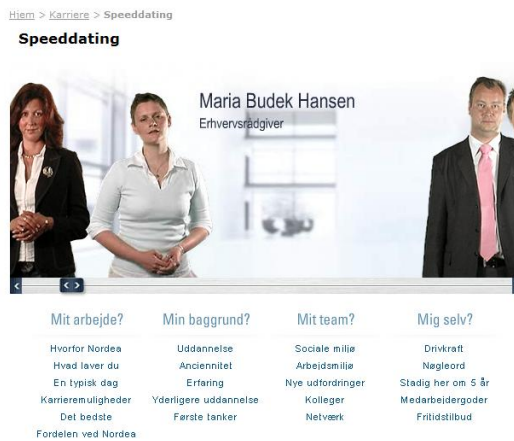 Hjem > Karriere > Speeddating
Speeddating
Maria Budek Hansen
Erhvervsrådgiver
Mit arbejde?
Hvorfor Nordea
Hvad laver du
En typisk dag
Karrieremuligheder
Det bedste
Fordelen ved Nordea
Min baggrund?
Uddannelse
Anciennitet
Erfaring
Yderligere uddannelse
Første tanker
Mit team?
Sociale miljø
Arbejdsmiljø
Nye udfordringer
Kolleger
Netværk
Mig selv?
Drivkraft
Nøgleord
Stadig her om 5 år
Medarbejdergoder
Fritidstilbud